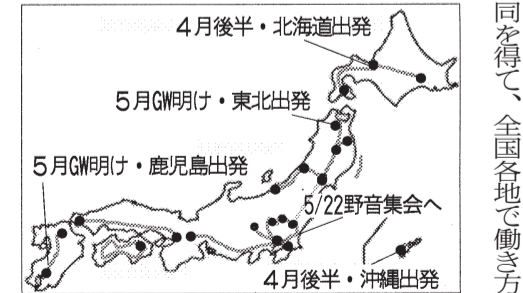 同を得て、全国各地で働き方
4月後半・北海道出発
5月GW明け・東北出発
5月GW明け・鹿児島出発
5/22野音集会へ
4月後半・沖縄出発